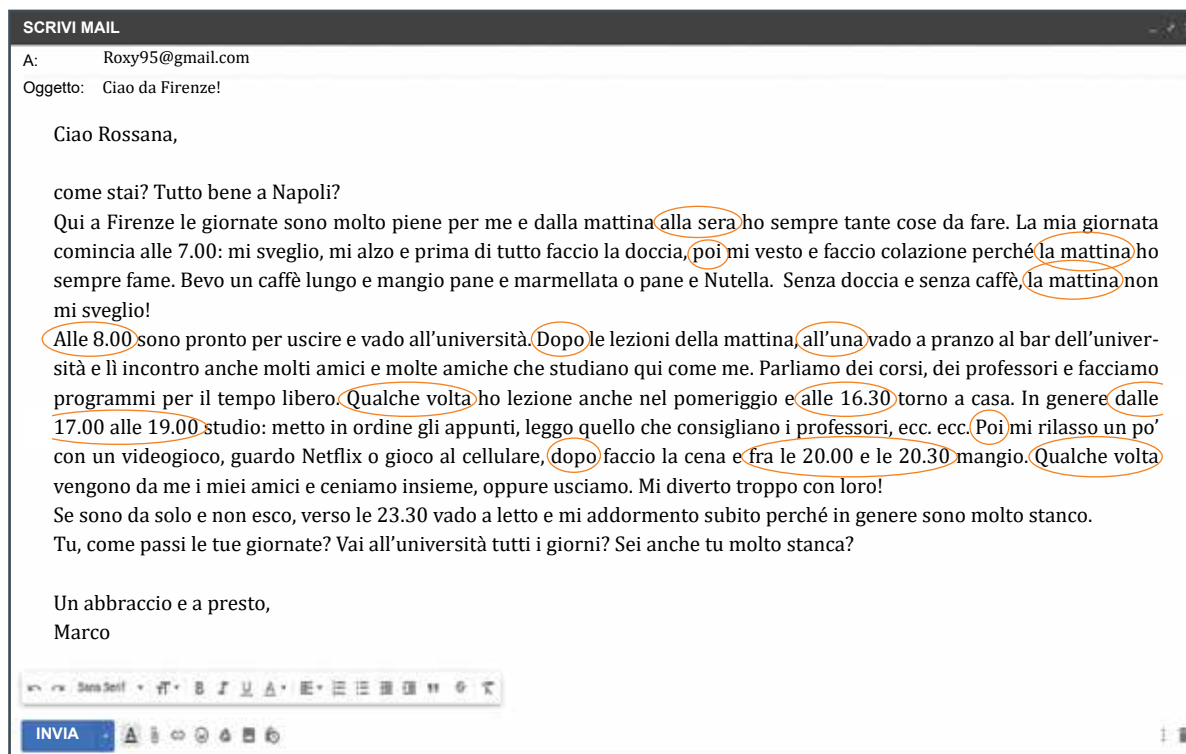 SCRIVI MAIL
A: Roxy95@gmail.com
Oggetto: Ciao da Firenze!
Ciao Rossana,
come stai? Tutto bene a Napoli?
Qui a Firenze le giornate sono molto piene per me e dalla mattina alla sera ho sempre tante cose da fare. La mia giornata
comincia alle 7.00: mi sveglio, mi alzo e prima di tutto faccio la doccia, poi mi vesto e faccio colazione perché la mattina ho
sempre fame. Bevo un caffè lungo e mangio pane e marmellata o pane e Nutella. Senza doccia e senza caffè, la mattina non
mi sveglio!
Alle 8.00 sono pronto per uscire e vado all'università. Dopo le lezioni della mattina, all'una vado a pranzo al bar dell'univer-
sità e lì incontro anche molti amici e molte amiche che studiano qui come me. Parliamo dei corsi, dei professori e facciamo
programmi per il tempo libero. Qualche volta ho lezione anche nel pomeriggio e alle 16.30 torno a casa. In genere dalle
17.00 alle 19.00 studio: metto in ordine gli appunti, leggo quello che consigliano i professori, ecc. ecc. Poi mi rilasso un po'
con un videogioco, guardo Netflix o gioco al cellulare, dopo faccio la cena e fra le 20.00 e le 20.30 mangio. Qualche volta
vengono da me i miei amici e ceniamo insieme, oppure usciamo. Mi diverto troppo con loro!
Se sono da solo e non esco, verso le 23.30 vado a letto e mi addormento subito perché in genere sono molto stanco.
Tu, come passi le tue giornate? Vai all'università tutti i giorni? Sei anche tu molto stanca?
Un abbraccio e a presto,
Marco
Sans Serif B I U A
INVIA A